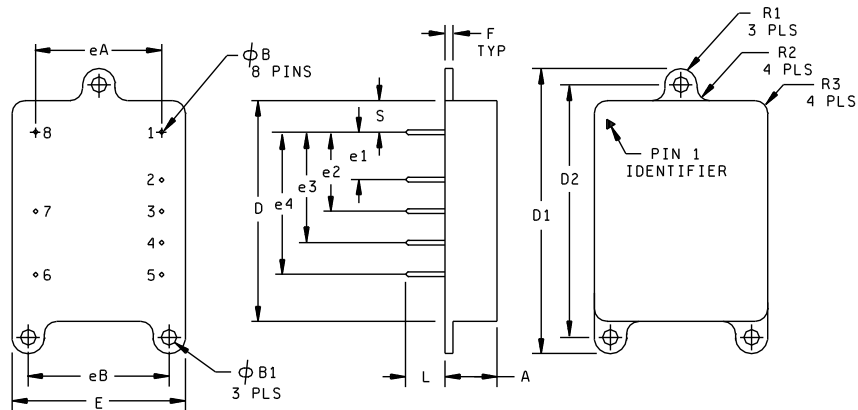 eA
ϕB
8 PINS
8
1
2
7
3
4
6
5
ϕB1
3 PLS
eB
E
F
TYP
S
e1
e2
e3
e4
D
L
A
R1
3 PLS
R2
4 PLS
R3
4 PLS
PIN 1
IDENTIFIER
D2
D1